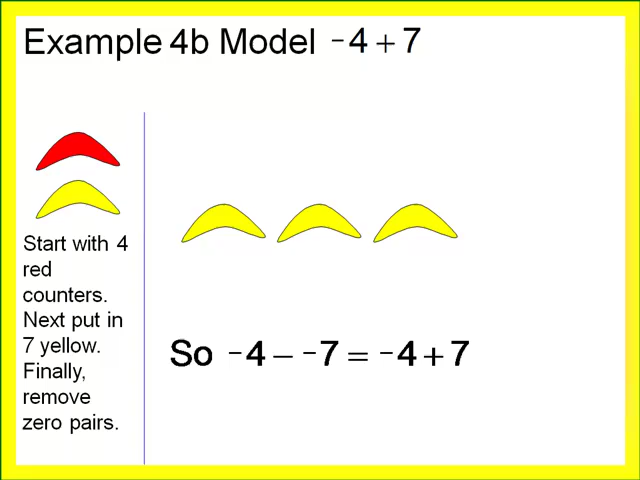 Example 4b Model ⁻4 + 7
Start with 4
red
counters.
Next put in
7 yellow.
Finally,
remove
zero pairs.
So ⁻4 – ⁻7 = ⁻4 + 7